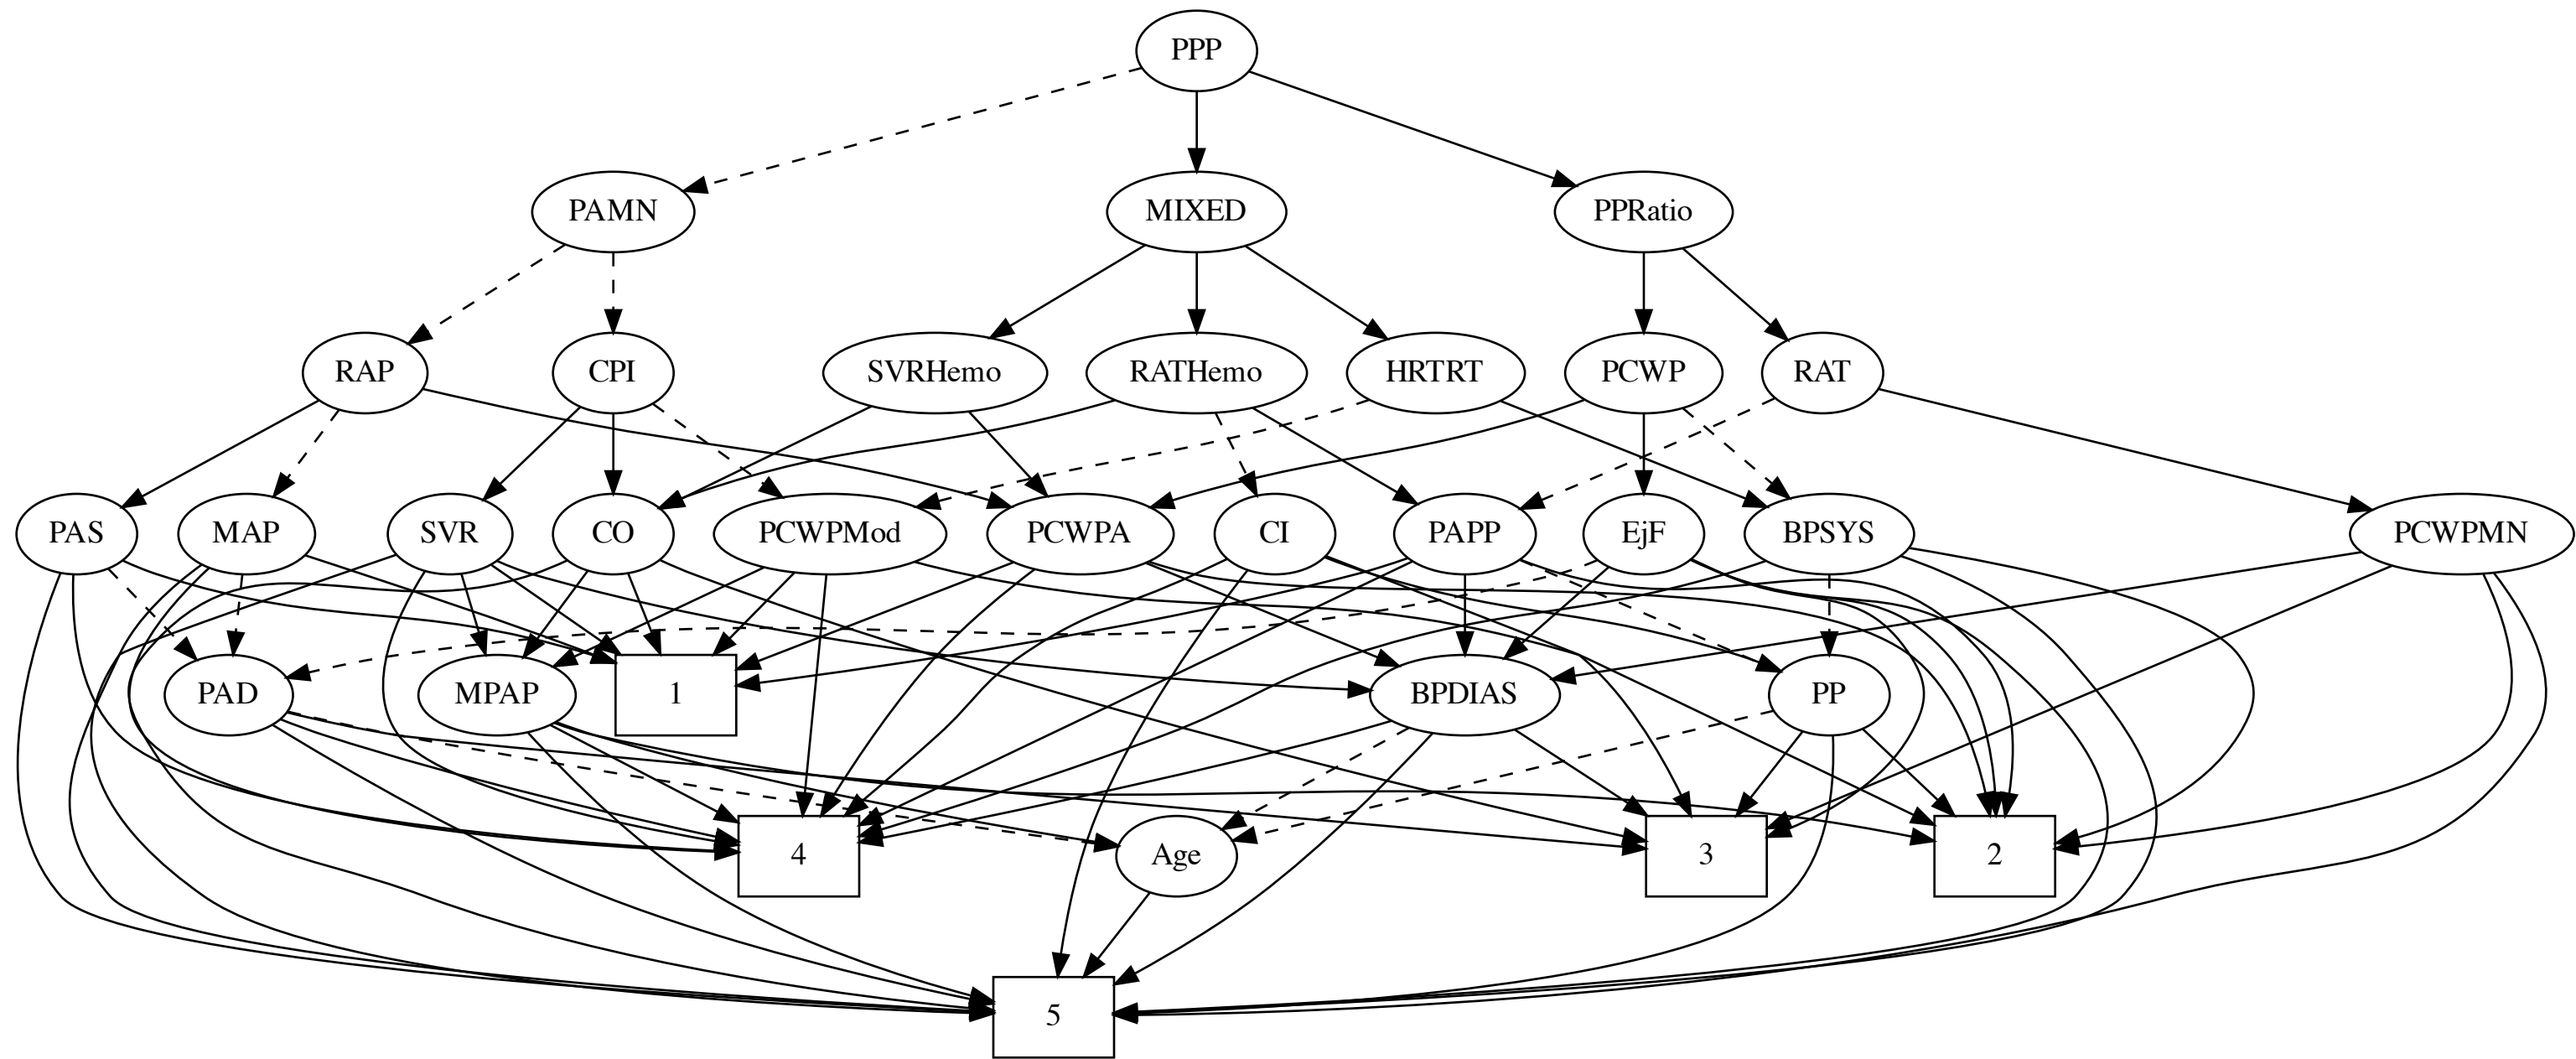 PPP
PAMN
MIXED
PPRatio
RAP
CPI
SVRHemo
RATHemo
HRTRT
PCWP
RAT
PAS
MAP
SVR
CO
PCWPMod
PCWPA
CI
PAPP
EjF
BPSYS
PCWPMN
PAD
MPAP
1
BPDIAS
PP
4
Age
3
2
5